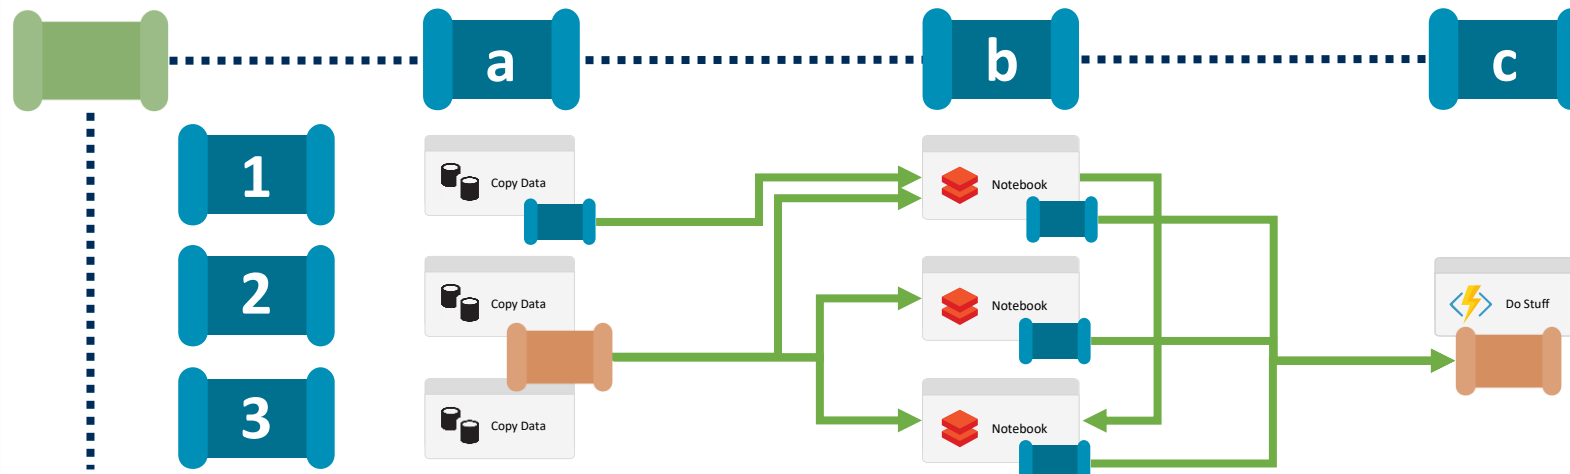 a
b
c
1
Copy Data
Notebook
2
Copy Data
Notebook
Do Stuff
3
Copy Data
Notebook